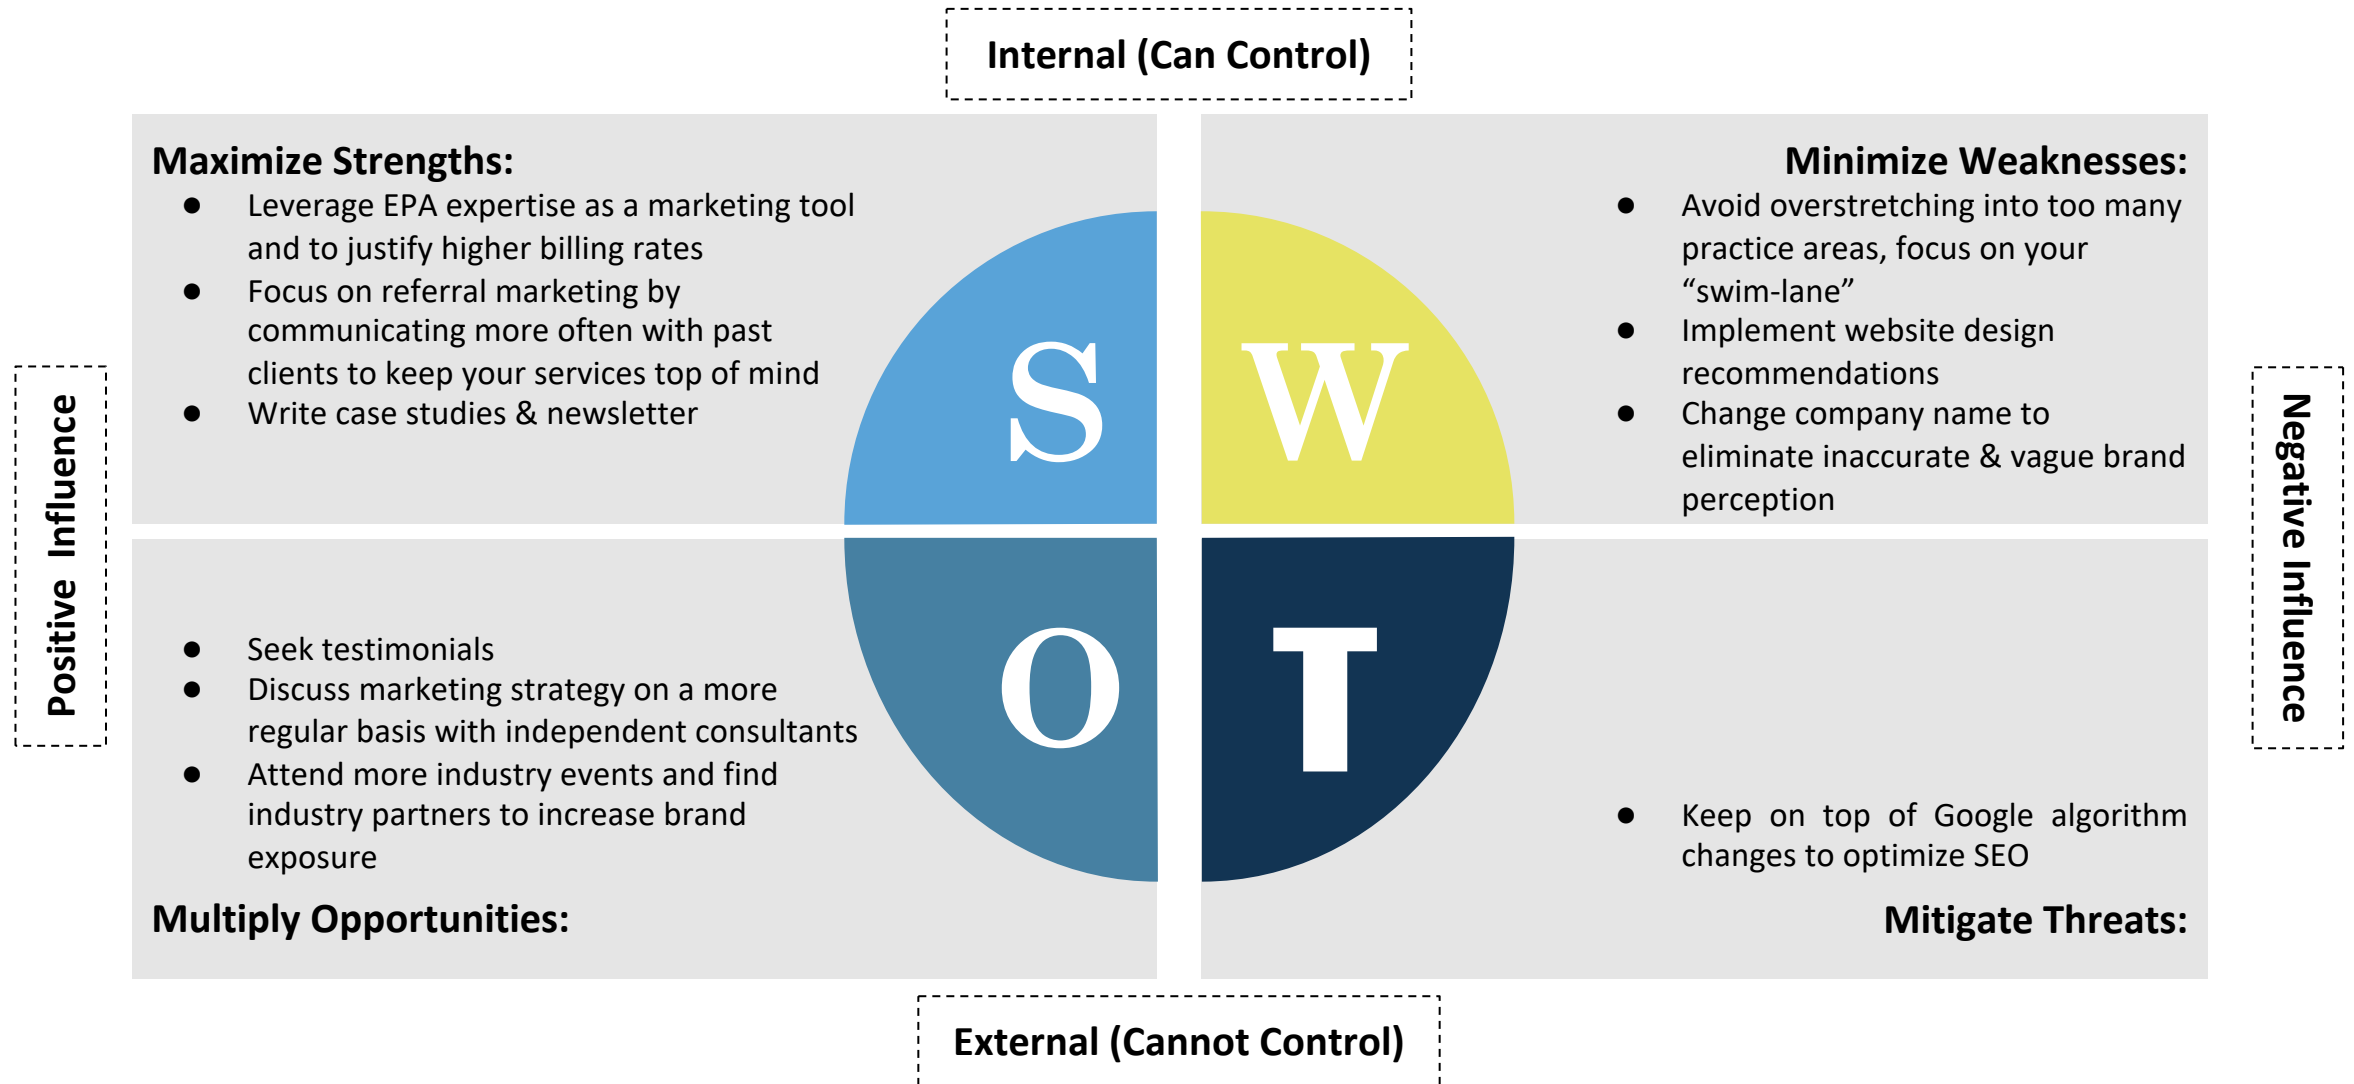 Internal (Can Control)
Maximize Strengths:
● Leverage EPA expertise as a marketing tool
and to justify higher billing rates
● Focus on referral marketing by
communicating more often with past
clients to keep your services top of mind
● Write case studies & newsletter
Minimize Weaknesses:
● Avoid overstretching into too many
practice areas, focus on your
“swim-lane”
● Implement website design
recommendations
● Change company name to
eliminate inaccurate & vague brand
perception
S
W
Positive Influence
Negative Influence
O
T
● Seek testimonials
● Discuss marketing strategy on a more
regular basis with independent consultants
● Attend more industry events and find
industry partners to increase brand
exposure
Multiply Opportunities:
● Keep on top of Google algorithm
changes to optimize SEO
Mitigate Threats:
External (Cannot Control)